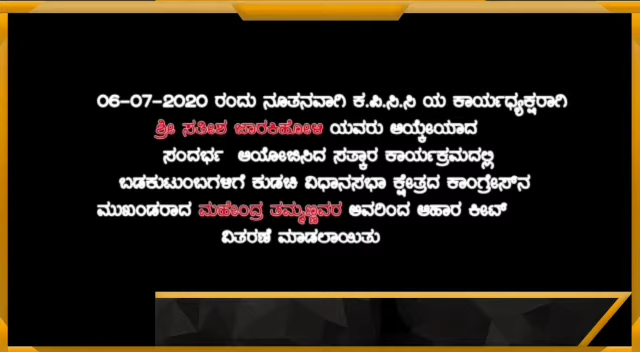 06-07-2020 ರಂದು ನೂತನವಾಗಿ ಕ.ಪಿ.ಸಿ.ಸಿ ಯ ಕಾರ್ಯಧ್ಯಕ್ಷರಾಗಿ
ಶ್ರೀ ಸತೀಶ ಜಾರಕಿಹೋಳಿ ಯವರು ಆಯ್ಕೇಯಾದ
ಸಂದರ್ಭ ಆಯೋಜಿಸಿದ ಸತ್ಕಾರ ಕಾರ್ಯಕ್ರಮದಲ್ಲಿ
ಬಡಕುಟುಂಬಗಳಿಗೆ ಕುಡಚಿ ವಿಧಾನಸಭಾ ಕ್ಷೇತ್ರದ ಕಾಂಗ್ರೇಸ್‌ನ
ಮುಖಂಡರಾದ ಮಹೇಂದ್ರ ತಮ್ಮಣ್ಣವರ ಅವರಿಂದ ಆಹಾರ ಕೀಟ್
ವಿತರಣೆ ಮಾಡಲಾಯಿತು